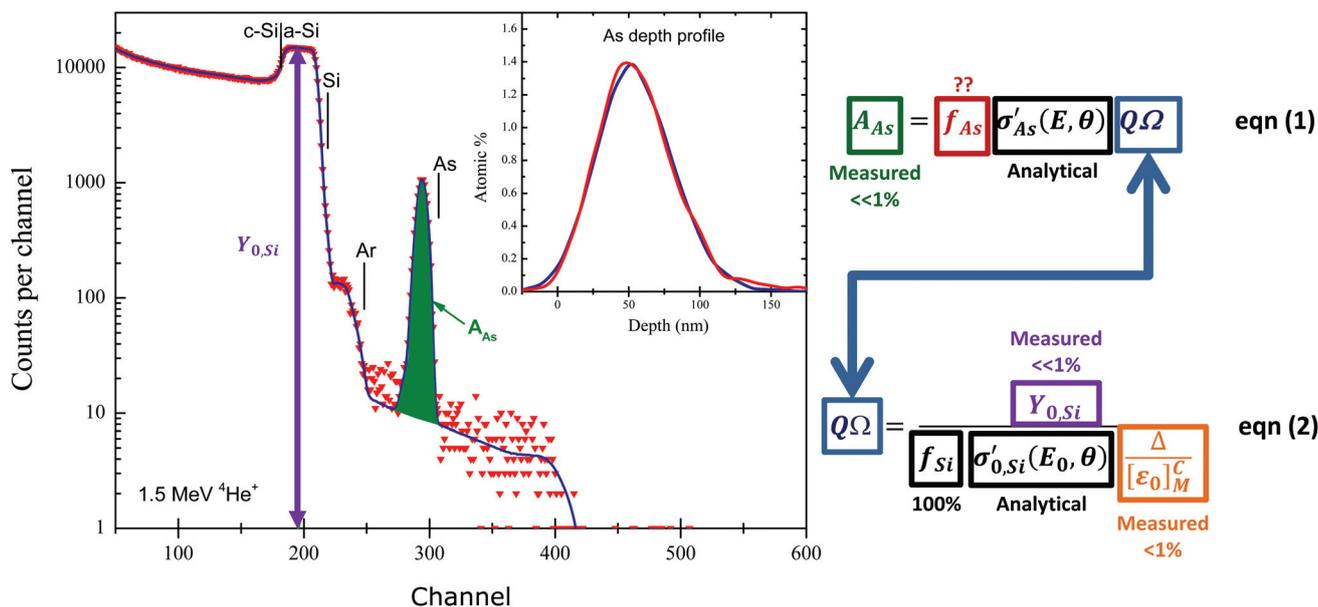 c-Si a-Si
Si
As
Ar
Y0,Si
AAs
1.5 MeV 4He+
10000
1000
100
10
1
Counts per channel
100 200 300 400 500 600
Channel
As depth profile
1.6
1.4
1.2
1.0
0.8
0.6
0.4
0.2
0.0
Atomic %
0 50 100 150
Depth (nm)
??
AAs = fAs σ′As(E, θ) QΩ eqn (1)
Measured
<<1%
Analytical
Measured
<<1%
Y0,Si
QΩ = eqn (2)
fSi σ′0,Si(E0, θ) Δ
[ε0]CM
100% Analytical
Measured
<1%